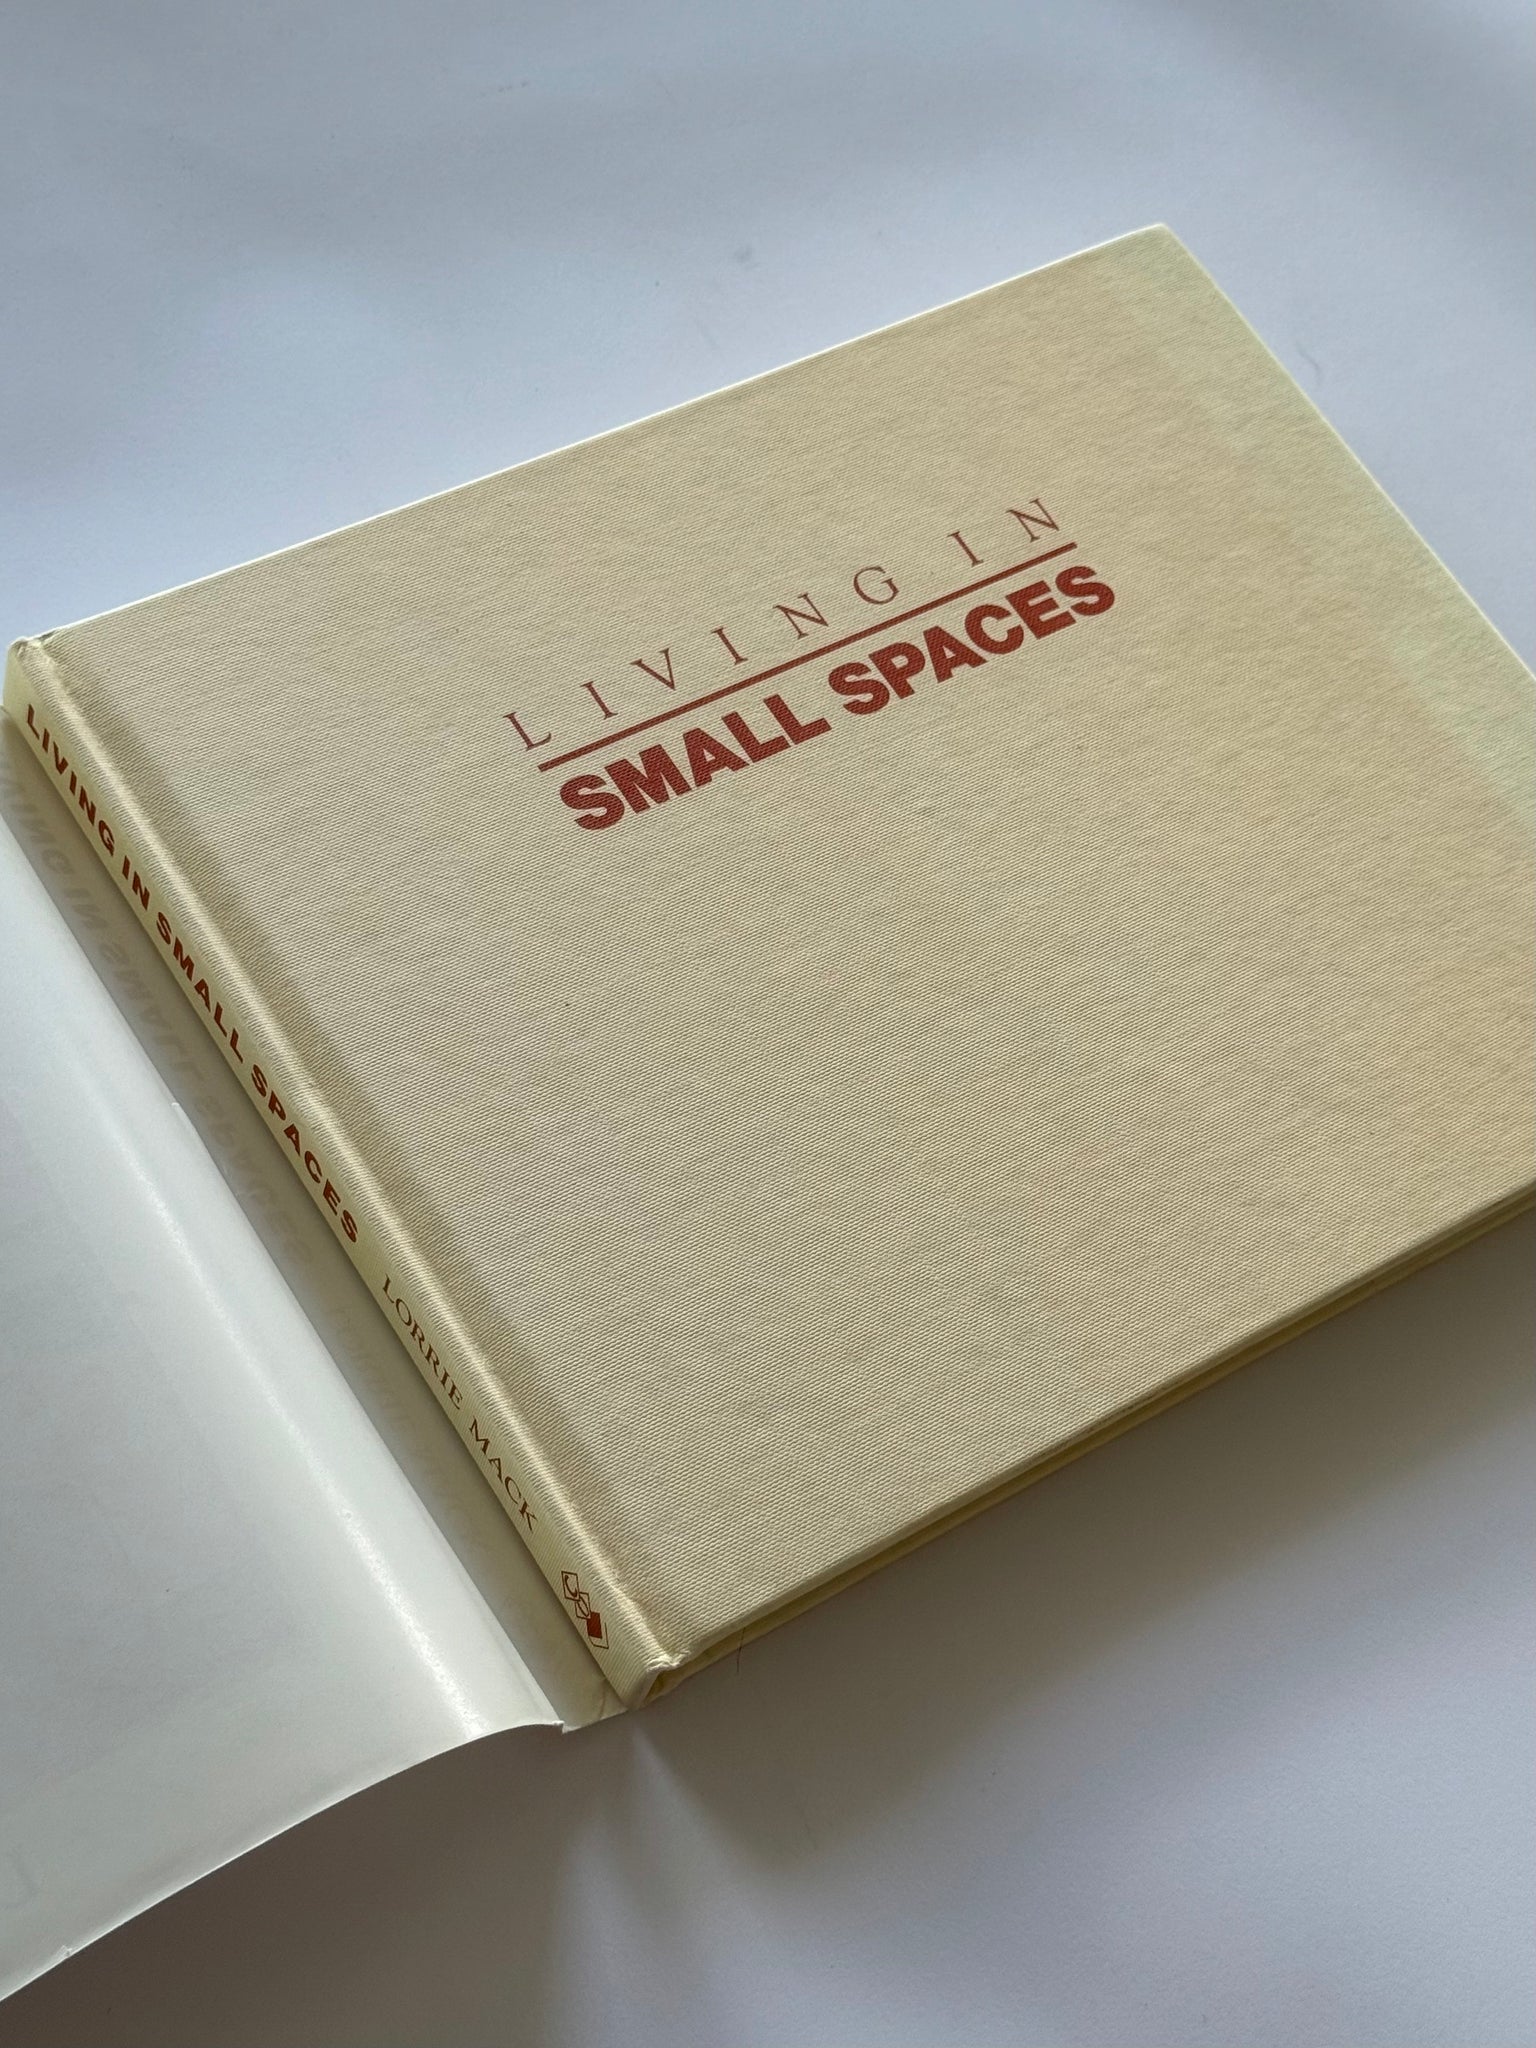 LIVING IN
SMALL SPACES
LIVING IN SMALL SPACES LORRIE MACK